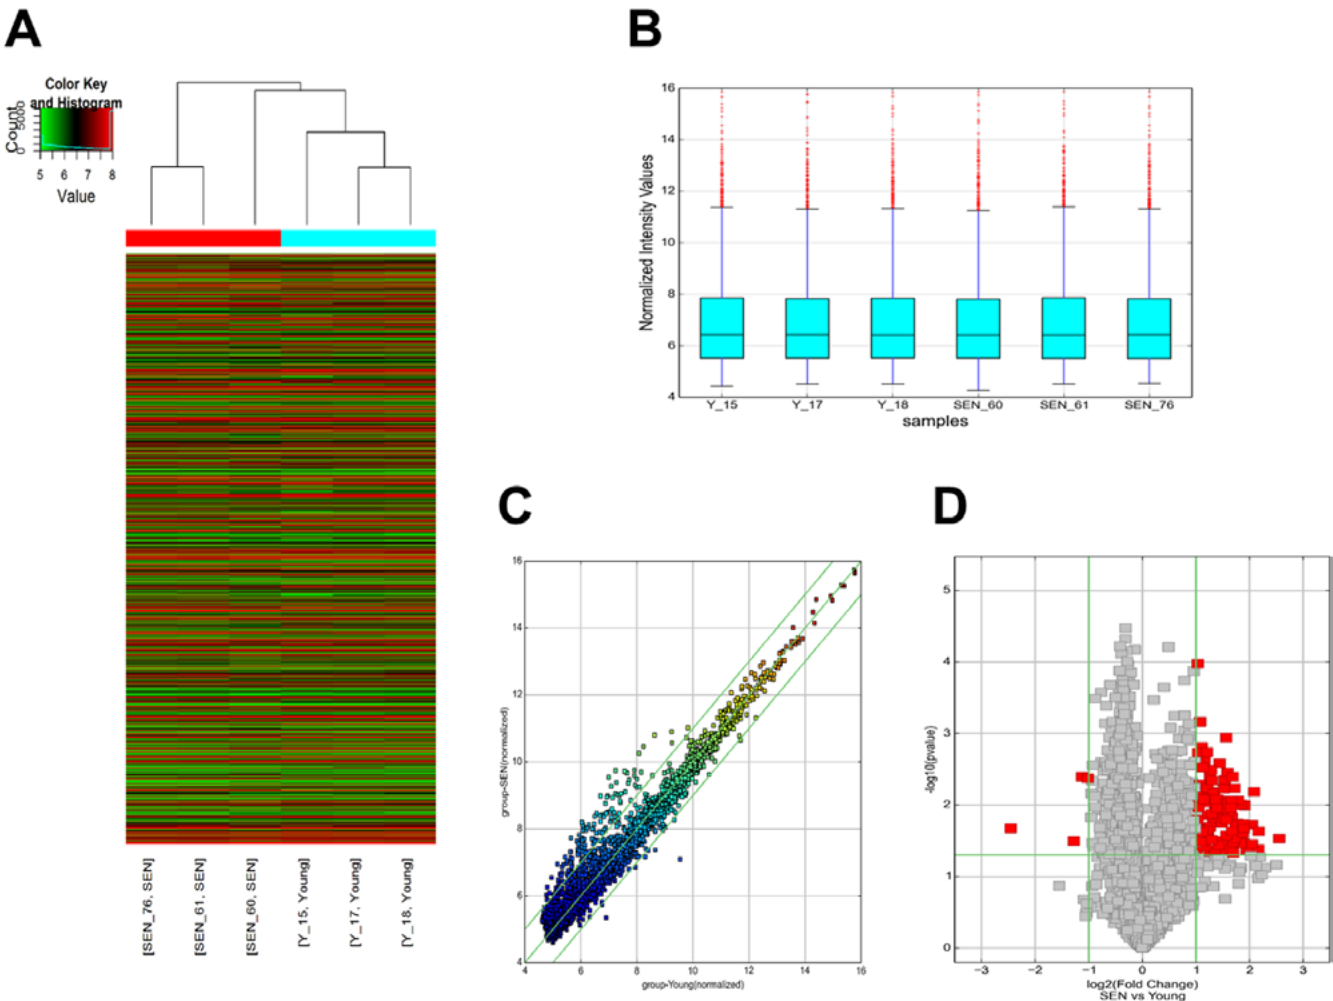 A
Color Key
and Histogram
Count
0
5000
5 6 7 8
Value
[SEN_76, SEN]
[SEN_61, SEN]
[SEN_60, SEN]
[Y_15, Young]
[Y_17, Young]
[Y_18, Young]
B
Normalized Intensity Values
16
14
12
10
8
6
4
Y_15 Y_17 Y_18 SEN_60 SEN_61 SEN_76
samples
C
group-SEN(normalized)
16
14
12
10
8
6
4
4 6 8 10 12 14 16
group-Young(normalized)
D
-log10(pvalue)
5
4
3
2
1
0
−3 −2 −1 0 1 2 3
log2(Fold Change)
SEN vs Young